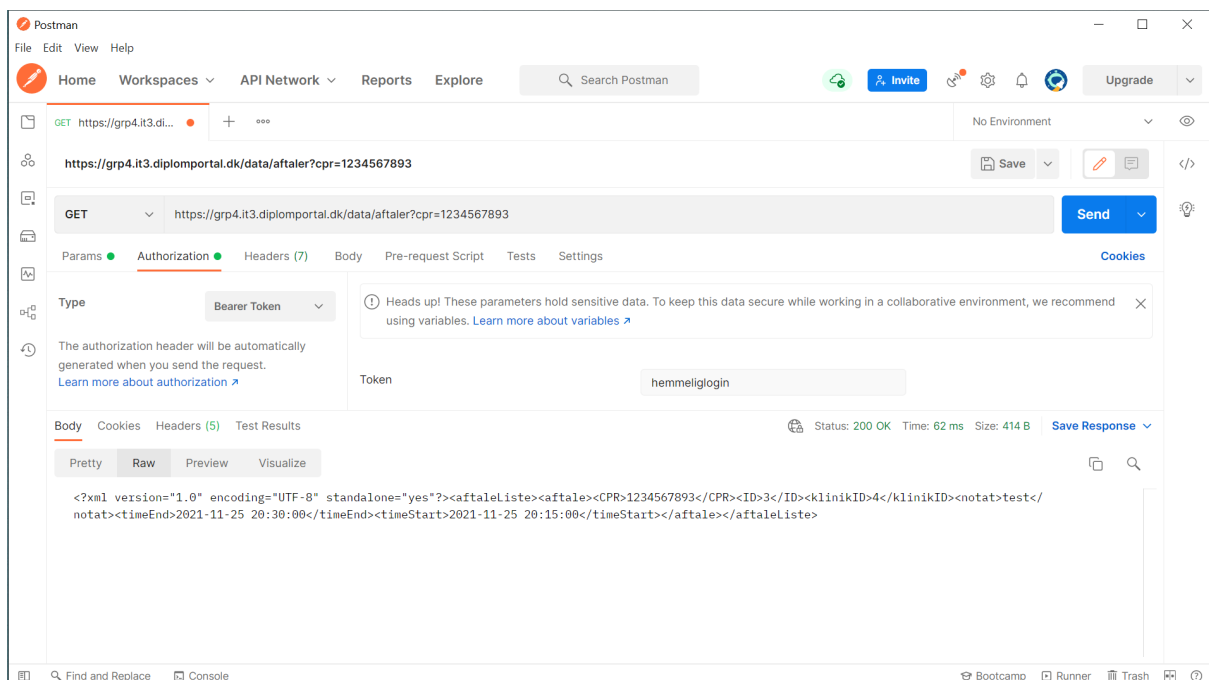 Postman
File Edit View Help
Home Workspaces API Network Reports Explore Search Postman Invite Upgrade
GET https://grp4.it3.di... No Environment
https://grp4.it3.diplomportal.dk/data/aftaler?cpr=1234567893 Save
GET https://grp4.it3.diplomportal.dk/data/aftaler?cpr=1234567893 Send
Params Authorization Headers (7) Body Pre-request Script Tests Settings Cookies
Type Bearer Token
Heads up! These parameters hold sensitive data. To keep this data secure while working in a collaborative environment, we recommend
using variables. Learn more about variables ↗
The authorization header will be automatically
generated when you send the request.
Learn more about authorization ↗
Token hemmeliglogin
Body Cookies Headers (5) Test Results Status: 200 OK Time: 62 ms Size: 414 B Save Response
Pretty Raw Preview Visualize
<?xml version="1.0" encoding="UTF-8" standalone="yes"?><aftaleListe><aftale><CPR>1234567893</CPR><ID>3</ID><klinikID>4</klinikID><notat>test</
notat><timeEnd>2021-11-25 20:30:00</timeEnd><timeStart>2021-11-25 20:15:00</timeStart></aftale></aftaleListe>
Find and Replace Console Bootcamp Runner Trash